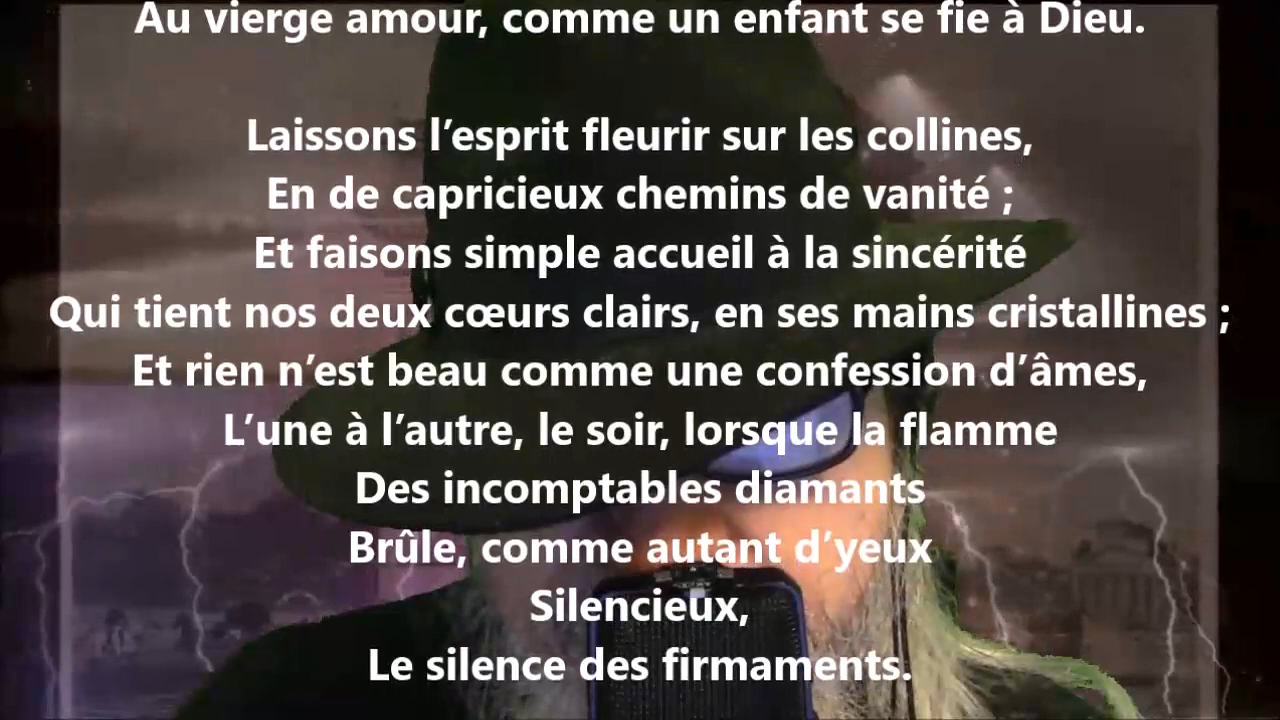 Au vierge amour, comme un enfant se fie à Dieu.
Laissons l’esprit fleurir sur les collines,
En de capricieux chemins de vanité ;
Et faisons simple accueil à la sincérité
Qui tient nos deux cœurs clairs, en ses mains cristallines ;
Et rien n’est beau comme une confession d’âmes,
L’une à l’autre, le soir, lorsque la flamme
Des incomptables diamants
Brûle, comme autant d’yeux
Silencieux,
Le silence des firmaments.